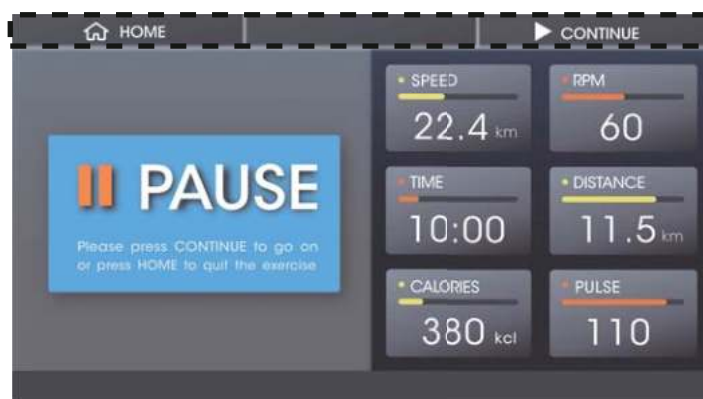 HOME
CONTINUE
PAUSE
Please press CONTINUE to go on
or press HOME to quit the exercise
SPEED
22.4 km
RPM
60
TIME
10:00
DISTANCE
11.5 km
CALORIES
380 kcl
PULSE
110